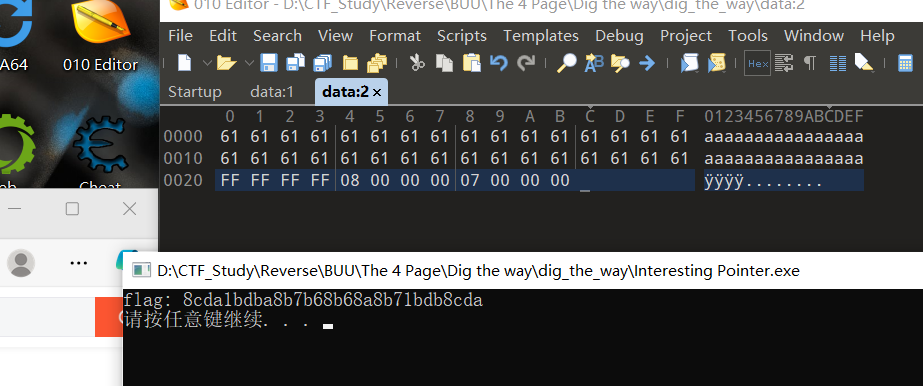 010 Editor - D:\CTF_Study\Reverse\BUU\The 4 Page\Dig the way\dig_the_way\data:2
File Edit Search View Format Scripts Templates Debug Project Tools Window Help
A64
010 Editor
Hex
Startup data:1 data:2 ×
0 1 2 3 4 5 6 7 8 9 A B C D E F 0123456789ABCDEF
0000 61 61 61 61 61 61 61 61 61 61 61 61 61 61 61 61 aaaaaaaaaaaaaaaa
0010 61 61 61 61 61 61 61 61 61 61 61 61 61 61 61 61 aaaaaaaaaaaaaaaa
0020 FF FF FF FF 08 00 00 00 07 00 00 00 ÿÿÿÿ........
Cheat
D:\CTF_Study\Reverse\BUU\The 4 Page\Dig the way\dig_the_way\Interesting Pointer.exe
flag: 8cda1bdba8b7b68b68a8b71bdb8cda
请按任意键继续. . .